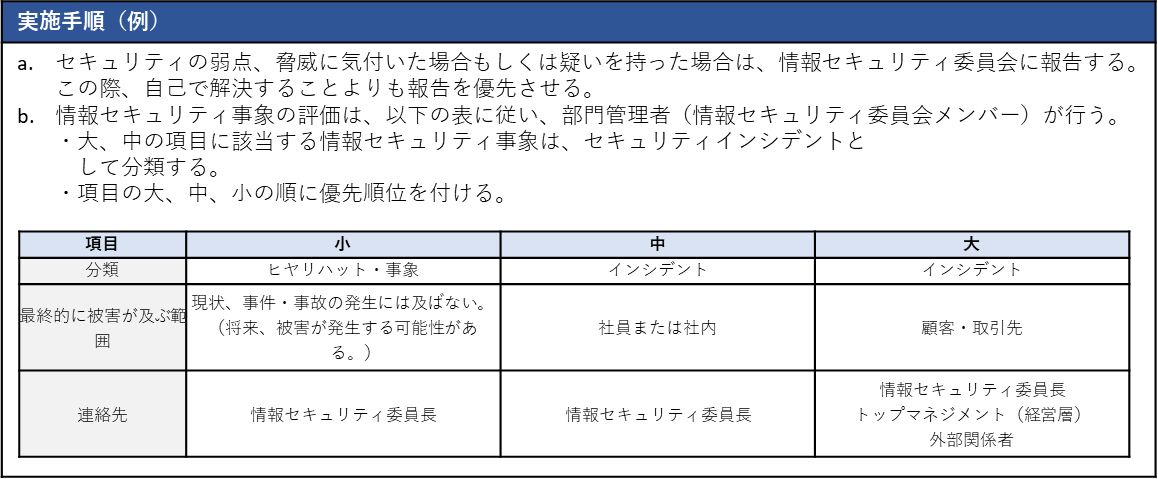 実施手順（例）
a. セキュリティの弱点、脅威に気付いた場合もしくは疑いを持った場合は、情報セキュリティ委員会に報告する。
この際、自己で解決することよりも報告を優先させる。
b. 情報セキュリティ事象の評価は、以下の表に従い、部門管理者（情報セキュリティ委員会メンバー）が行う。
・大、中の項目に該当する情報セキュリティ事象は、セキュリティインシデントと
して分類する。
・項目の大、中、小の順に優先順位を付ける。
項目 小 中 大
分類 ヒヤリハット・事象 インシデント インシデント
最終的に被害が及ぶ範
囲
現状、事件・事故の発生には及ばない。
（将来、被害が発生する可能性があ
る。）
社員または社内
顧客・取引先
連絡先
情報セキュリティ委員長
情報セキュリティ委員長
情報セキュリティ委員長
トップマネジメント（経営層）
外部関係者